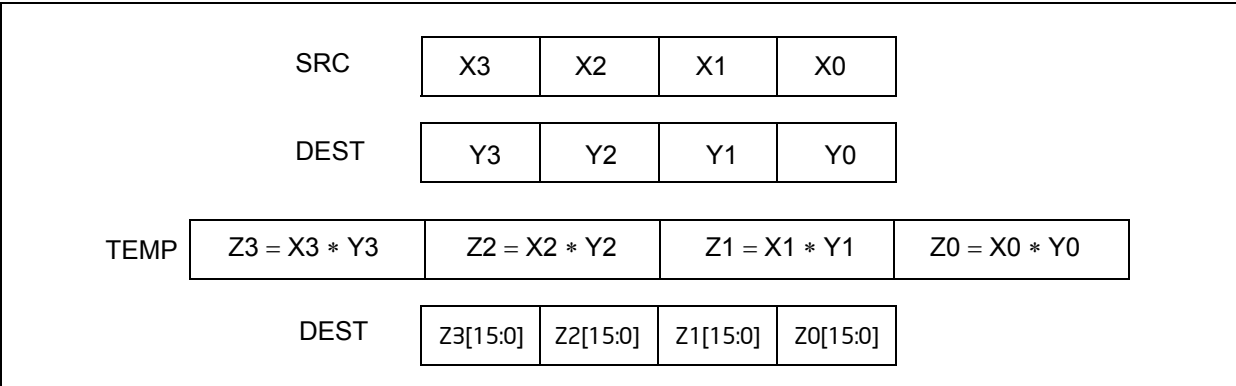 SRC X3 X2 X1 X0
DEST Y3 Y2 Y1 Y0
TEMP Z3 = X3 ∗ Y3 Z2 = X2 ∗ Y2 Z1 = X1 ∗ Y1 Z0 = X0 ∗ Y0
DEST Z3[15:0] Z2[15:0] Z1[15:0] Z0[15:0]